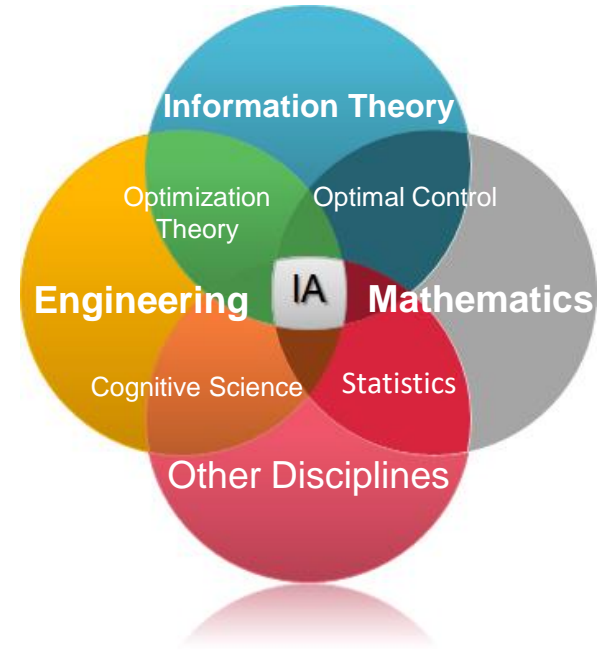 Information Theory
Optimization
Theory
Optimal Control
IA
Engineering
Mathematics
Cognitive Science
Statistics
Other Disciplines